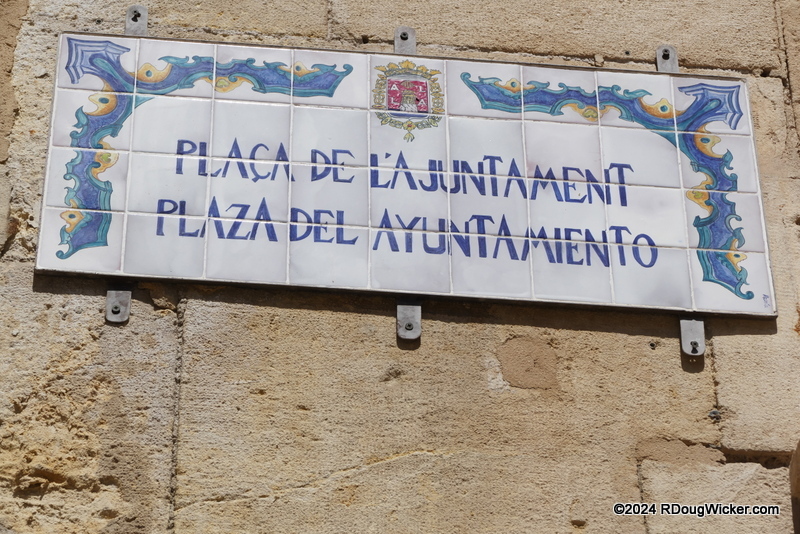 PLAÇA DE L'AJUNTAMENT
PLAZA DEL AYUNTAMIENTO
©2024 RDougWicker.com